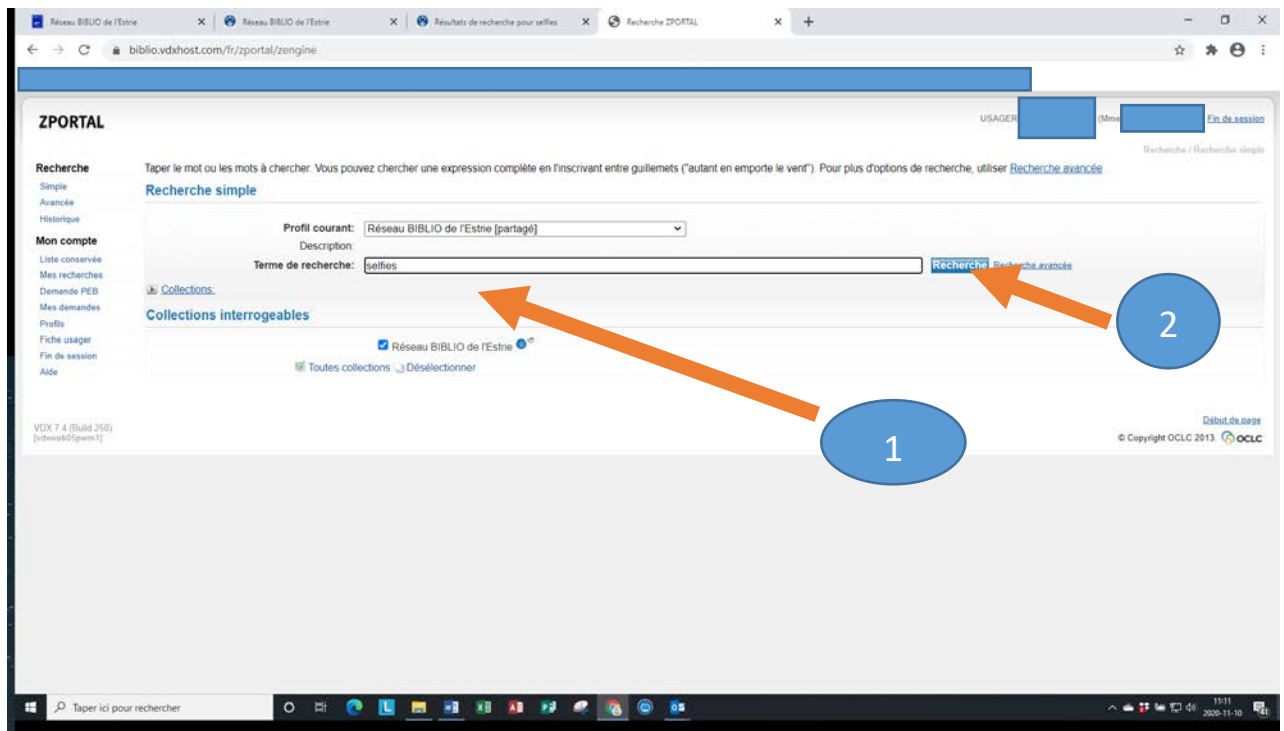 Réseau BIBLIO de l'Estrie
Réseau BIBLIO de l'Estrie
Résultats de recherche pour selfies
Recherche ZPORTAL
biblio.vdxhost.com/fr/zportal/zengine
ZPORTAL
USAGER
(Mme
Fin de session
Recherche / Recherche simple
Recherche
Taper le mot ou les mots à chercher. Vous pouvez chercher une expression complète en l'inscrivant entre guillemets ("autant en emporte le vent"). Pour plus d'options de recherche, utiliser Recherche avancée
Simple
Recherche simple
Avancée
Historique
Profil courant: Réseau BIBLIO de l'Estrie [partagé]
Mon compte
Description:
Liste conservée
Terme de recherche: selfies
Recherche Recherche avancée
Mes recherches
Demande PEB
Collections:
Mes demandes
Collections interrogeables
2
Profils
Fiche usager
Réseau BIBLIO de l'Estrie
Fin de session
Toutes collections Désélectionner
Aide
VDX 7.4 (Build 260)
Début de page
© Copyright OCLC 2013. OCLC
1
Taper ici pour rechercher
11:11
2020-11-10